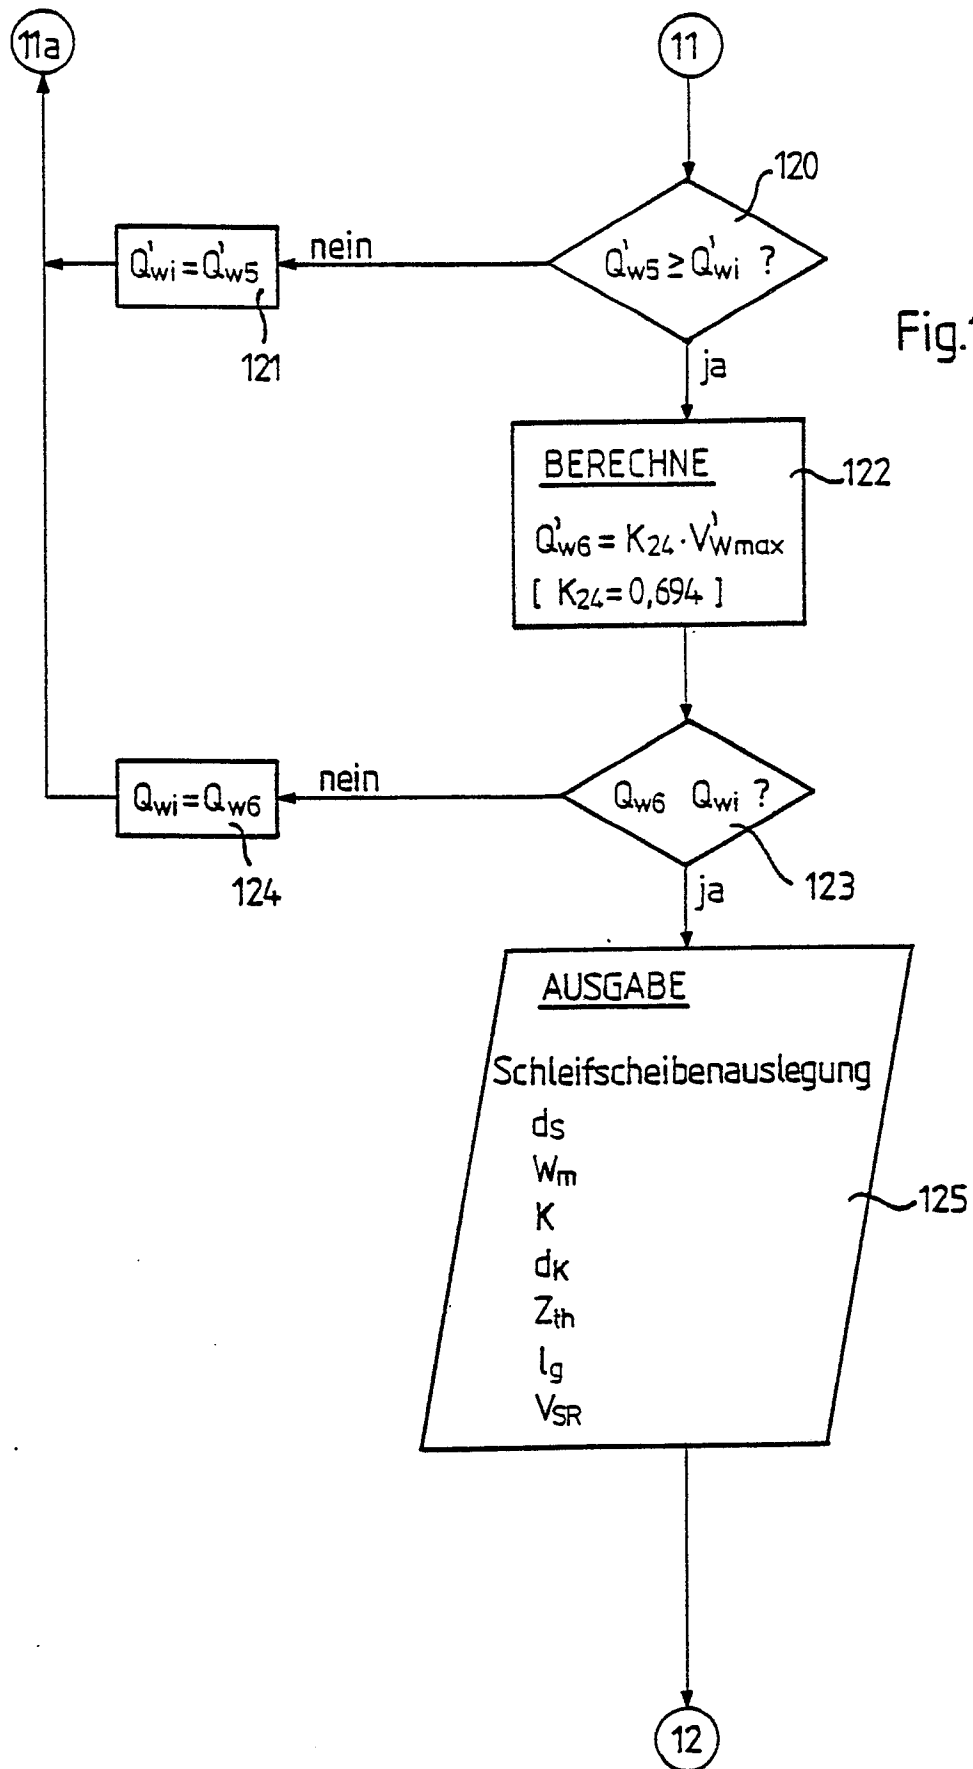 11a
11
120
Q'w5 ≥ Q'wi ?
nein
Q'wi = Q'w5
121
Fig.
ja
BERECHNE
122
Q'w6 = K24 · V'Wmax
[ K24 = 0,694 ]
Qw6 Qwi ?
nein
Qwi = Qw6
124
123
ja
AUSGABE
Schleifscheibenauslegung
ds
Wm
K
dK
Zth
lg
VSR
125
12